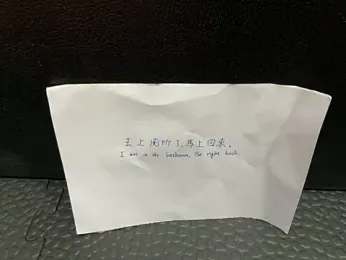 去上厕所了,马上回来。
I am in the bathroom, be right back.